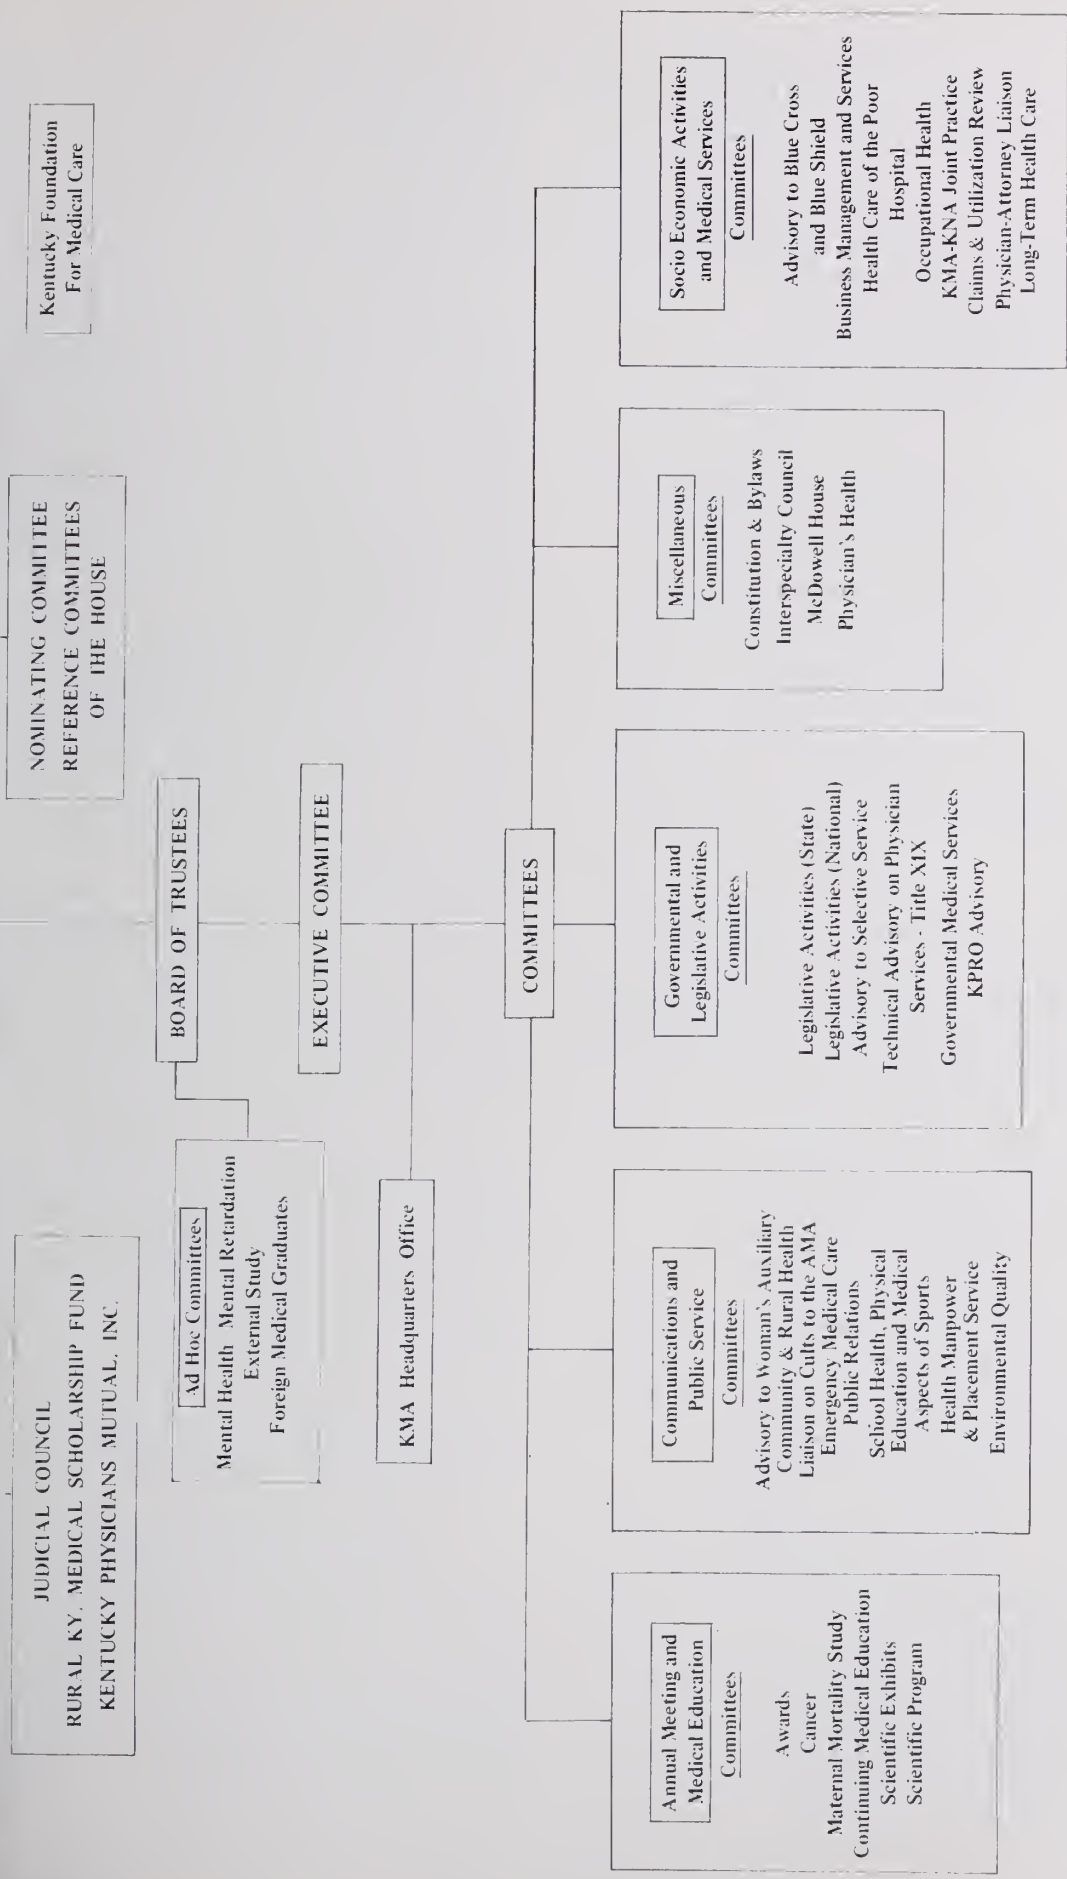 JUDICIAL COUNCIL
RURAL KY. MEDICAL SCHOLARSHIP FUND
KENTUCKY PHYSICIANS MUTUAL, INC.
NOMINATING COMMITTEE
REFERENCE COMMITTEES
OF THE HOUSE
Kentucky Foundation
For Medical Care
BOARD OF TRUSTEES
Ad Hoc Committees
Mental Health Mental Retardation
External Study
Foreign Medical Graduates
EXECUTIVE COMMITTEE
KMA Headquarters Office
COMMITTEES
Annual Meeting and
Medical Education
Committees
Awards
Cancer
Maternal Mortality Study
Continuing Medical Education
Scientific Exhibits
Scientific Program
Communications and
Public Service
Committees
Advisory to Woman's Auxiliary
Community & Rural Health
Liaison on Cults to the AMA
Emergency Medical Care
Public Relations
School Health, Physical
Education and Medical
Aspects of Sports
Health Manpower
& Placement Service
Environmental Quality
Governmental and
Legislative Activities
Committees
Legislative Activities (State)
Legislative Activities (National)
Advisory to Selective Service
Technical Advisory on Physician
Services - Title XIX
Governmental Medical Services
KPRO Advisory
Miscellaneous
Committees
Constitution & Bylaws
Interspecialty Council
McDowell House
Physician's Health
Socio Economic Activities
and Medical Services
Committees
Advisory to Blue Cross
and Blue Shield
Business Management and Services
Health Care of the Poor
Hospital
Occupational Health
KMA-KNA Joint Practice
Claims & Utilization Review
Physician-Attorney Liaison
Long-Term Health Care